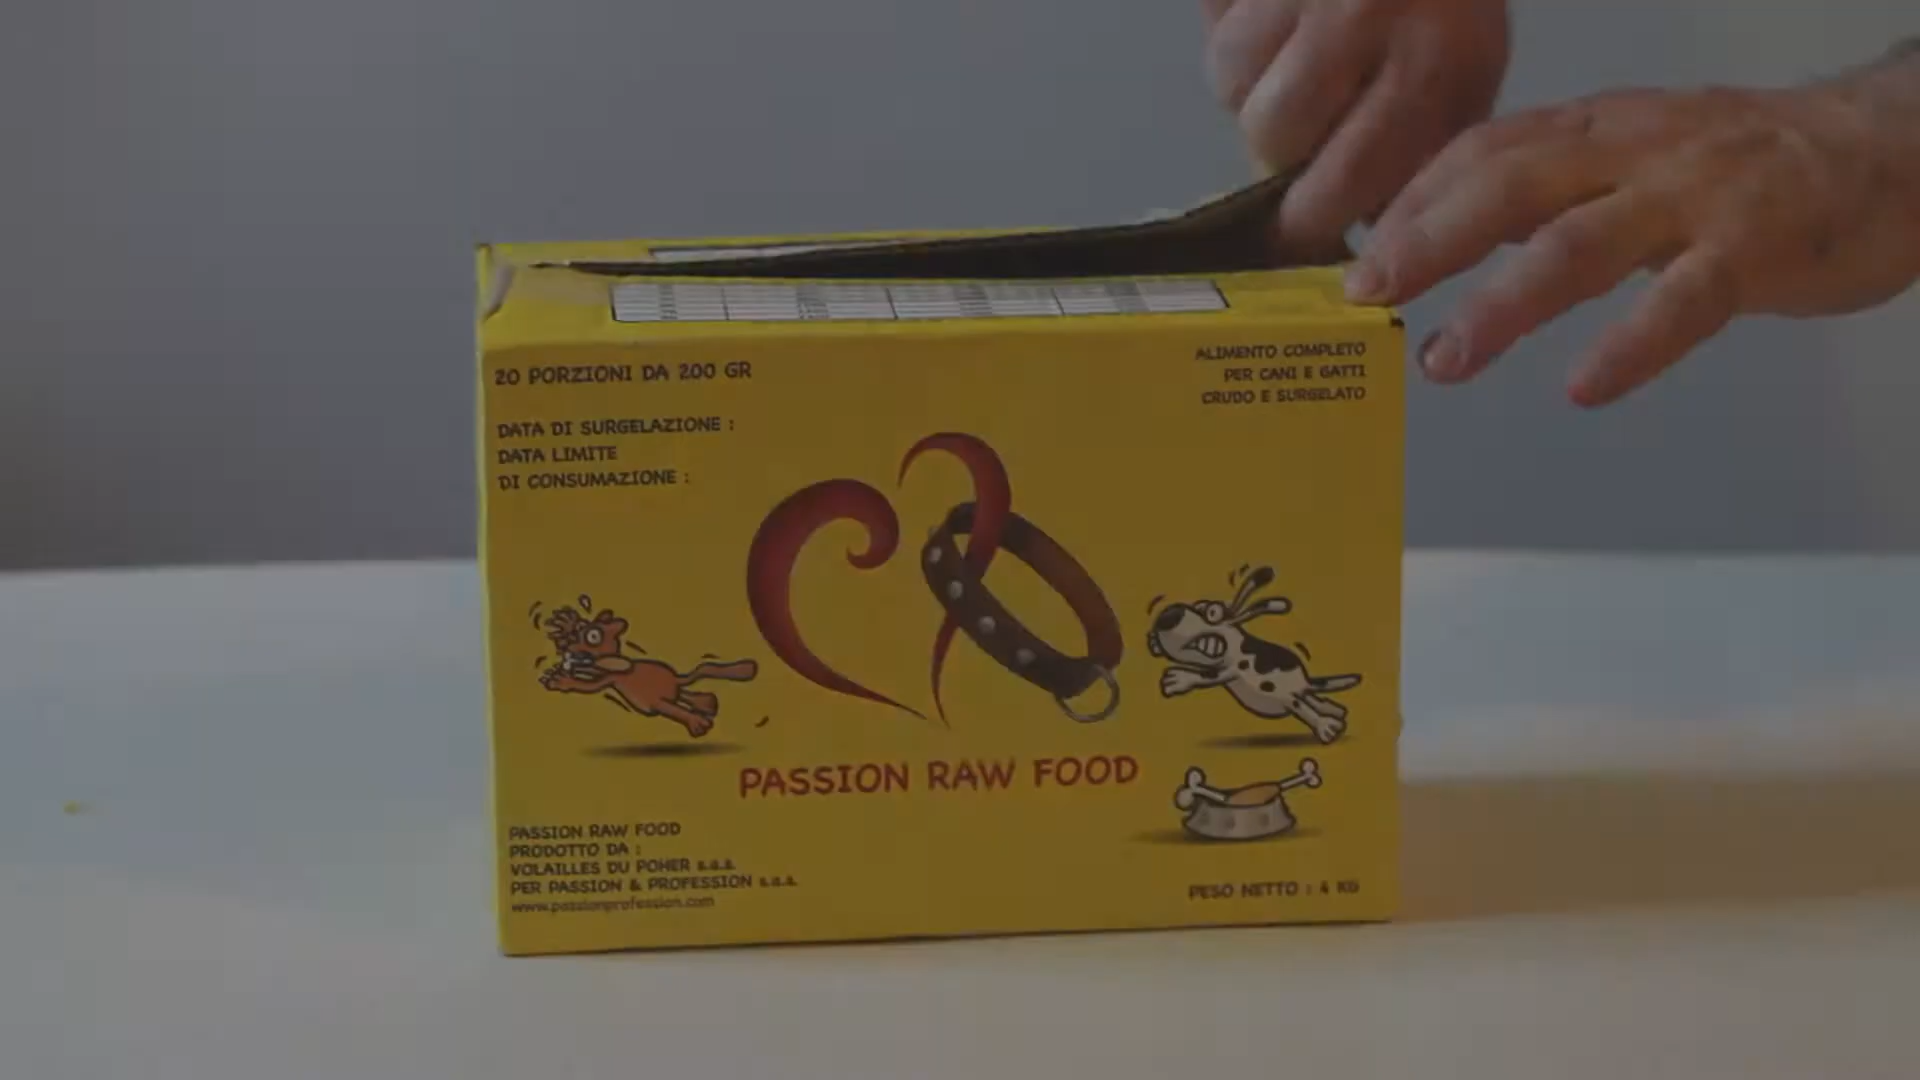 20 PORZIONI DA 200 GR
DATA DI SURGELAZIONE :
DATA LIMITE
DI CONSUMAZIONE :
ALIMENTO COMPLETO
PER CANI E GATTI
CRUDO E SURGELATO
PASSION RAW FOOD
PASSION RAW FOOD
PRODOTTO DA :
VOLAILLES DU POHER s.a.s.
PER PASSION & PROFESSION s.a.s.
www.passionprofession.com
PESO NETTO : 4 KG